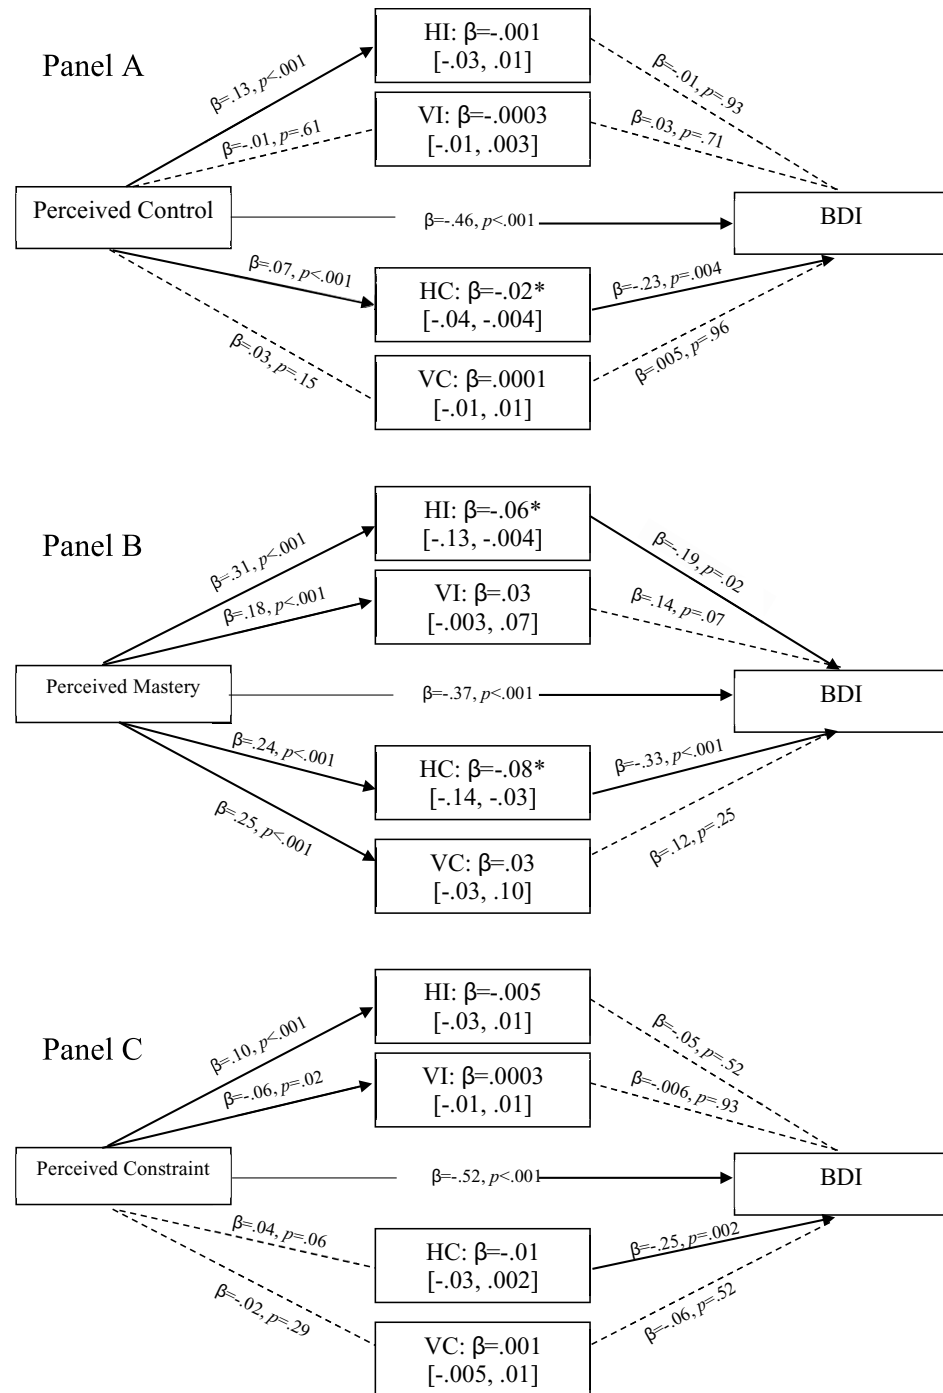 Panel A
HI: β=-.001
[-.03, .01]
β=.13, p<.001
β=-.01, p=.93
VI: β=-.0003
[-.01, .003]
β=-.01, p=.61
β=.03, p=.71
Perceived Control
β=-.46, p<.001
BDI
β=.07, p<.001
HC: β=-.02*
[-.04, -.004]
β=-.23, p=.004
β=.03, p=.15
VC: β=.0001
[-.01, .01]
β=.005, p=.96
Panel B
HI: β=-.06*
[-.13, -.004]
β=.31, p<.001
β=-.19, p=.02
VI: β=.03
[-.003, .07]
β=.18, p<.001
β=.14, p=.07
Perceived Mastery
β=-.37, p<.001
BDI
β=.24, p<.001
HC: β=-.08*
[-.14, -.03]
β=-.33, p<.001
β=.25, p<.001
VC: β=.03
[-.03, .10]
β=.12, p=.25
Panel C
HI: β=-.005
[-.03, .01]
β=.10, p<.001
β=-.05, p=.52
VI: β=.0003
[-.01, .01]
β=-.06, p=.02
β=-.006, p=.93
Perceived Constraint
β=-.52, p<.001
BDI
β=.04, p=.06
HC: β=-.01
[-.03, .002]
β=-.25, p=.002
β=-.02, p=.29
VC: β=.001
[-.005, .01]
β=-.06, p=.52